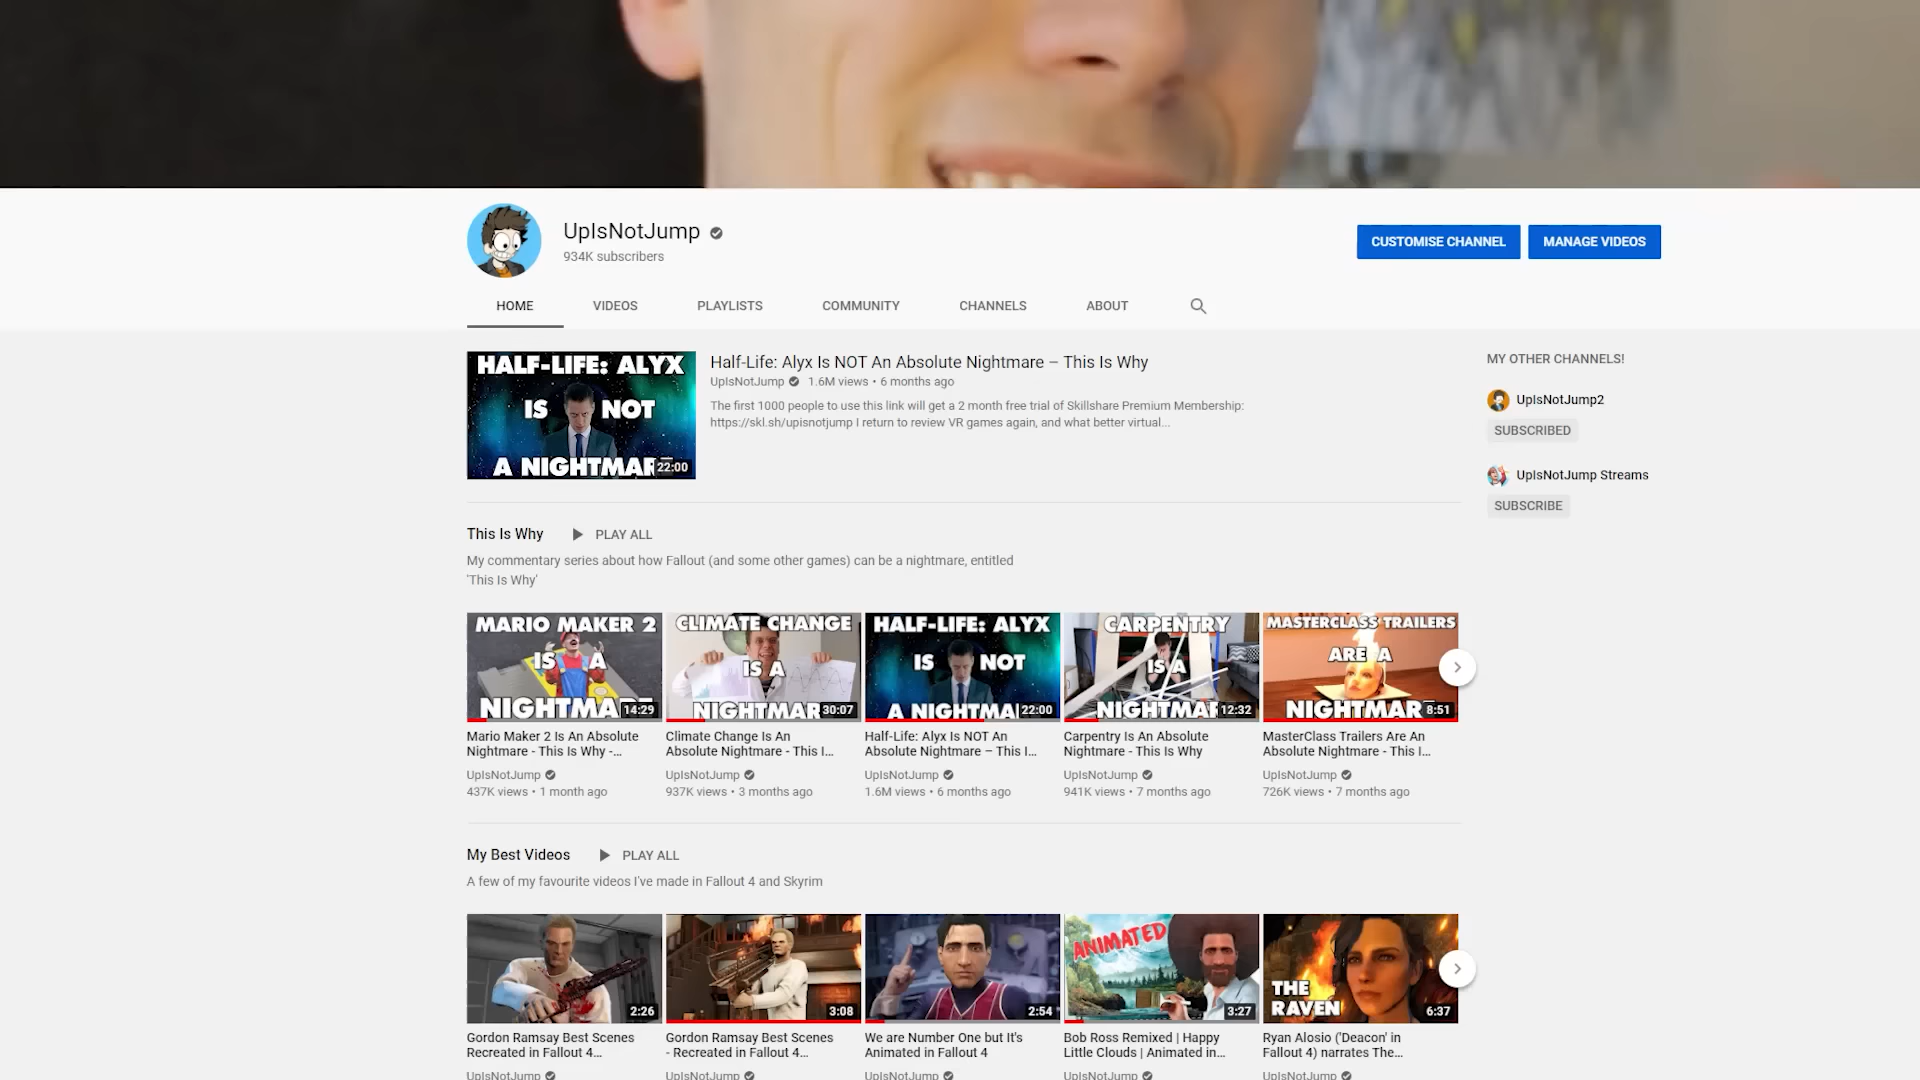 UpIsNotJump
934K subscribers
CUSTOMISE CHANNEL
MANAGE VIDEOS
HOME
VIDEOS
PLAYLISTS
COMMUNITY
CHANNELS
ABOUT
HALF-LIFE: ALYX
IS NOT
A NIGHTMAR
22:00
Half-Life: Alyx Is NOT An Absolute Nightmare – This Is Why
UpIsNotJump 1.6M views • 6 months ago
The first 1000 people to use this link will get a 2 month free trial of Skillshare Premium Membership:
https://skl.sh/upisnotjump I return to review VR games again, and what better virtual...
MY OTHER CHANNELS!
UpIsNotJump2
SUBSCRIBED
UpIsNotJump Streams
SUBSCRIBE
This Is Why
PLAY ALL
My commentary series about how Fallout (and some other games) can be a nightmare, entitled
'This Is Why'
MARIO MAKER 2
IS A
NIGHTMA
14:29
Mario Maker 2 Is An Absolute
Nightmare - This Is Why -...
UpIsNotJump
437K views • 1 month ago
CLIMATE CHANGE
IS A
NIGHTMAR
30:07
Climate Change Is An
Absolute Nightmare - This I...
UpIsNotJump
937K views • 3 months ago
HALF-LIFE: ALYX
IS NOT
A NIGHTMA
22:00
Half-Life: Alyx Is NOT An
Absolute Nightmare – This I...
UpIsNotJump
1.6M views • 6 months ago
CARPENTRY
IS A
NIGHTMAR
12:32
Carpentry Is An Absolute
Nightmare - This Is Why
UpIsNotJump
941K views • 7 months ago
MASTERCLASS TRAILERS
ARE A
NIGHTMAR
8:51
MasterClass Trailers Are An
Absolute Nightmare - This I...
UpIsNotJump
726K views • 7 months ago
My Best Videos
PLAY ALL
A few of my favourite videos I've made in Fallout 4 and Skyrim
2:26
Gordon Ramsay Best Scenes
Recreated in Fallout 4...
UpIsNotJump
3:08
Gordon Ramsay Best Scenes
- Recreated in Fallout 4...
UpIsNotJump
2:54
We are Number One but It's
Animated in Fallout 4
UpIsNotJump
ANIMATED
3:27
Bob Ross Remixed | Happy
Little Clouds | Animated in...
UpIsNotJump
THE
RAVEN
6:37
Ryan Alosio ('Deacon' in
Fallout 4) narrates The...
UpIsNotJump